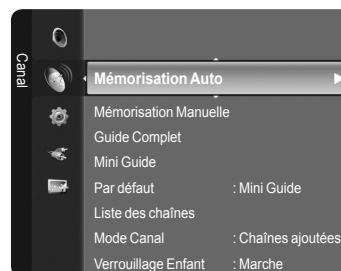 Canal
Mémorisation Auto
Mémorisation Manuelle
Guide Complet
Mini Guide
Par défaut : Mini Guide
Liste des chaînes
Mode Canal : Chaînes ajoutées
Verrouillage Enfant : Marche